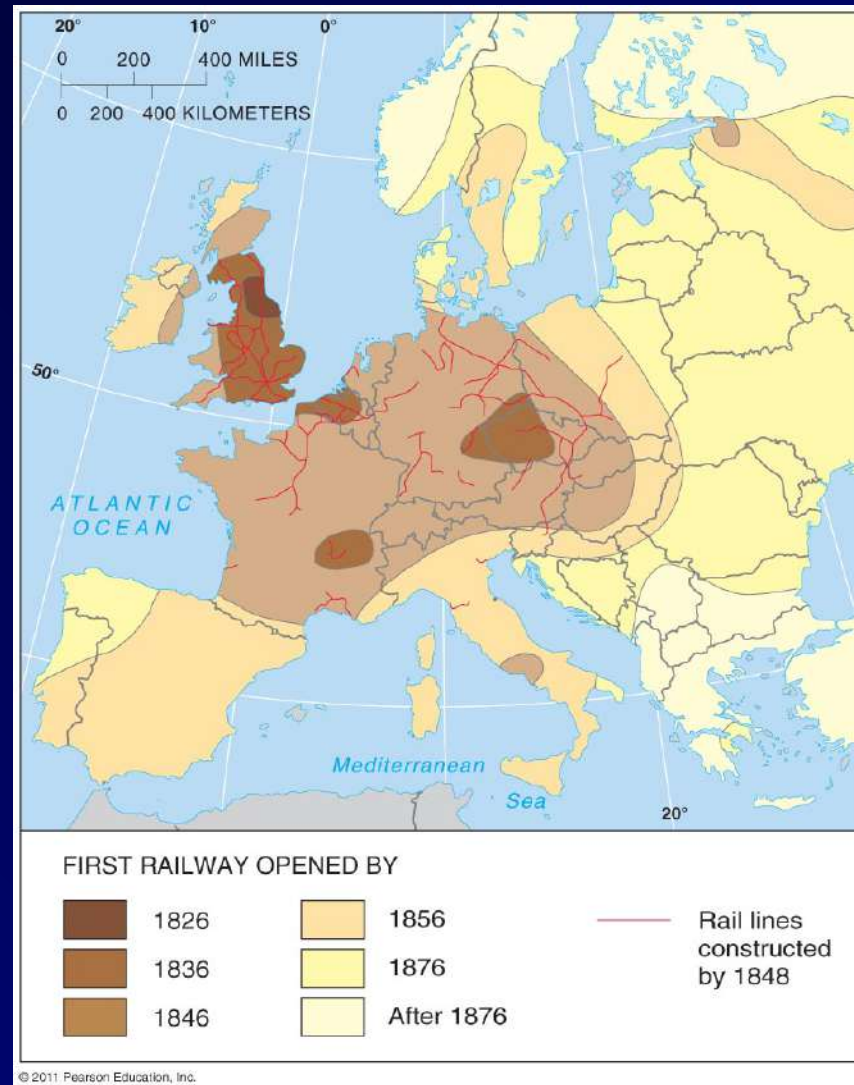 20° 10° 0°
0 200 400 MILES
0 200 400 KILOMETERS
50°
ATLANTIC
OCEAN
Mediterranean
Sea
20°
FIRST RAILWAY OPENED BY
1826
1836
1846
1856
1876
After 1876
Rail lines
constructed
by 1848
© 2011 Pearson Education, Inc.